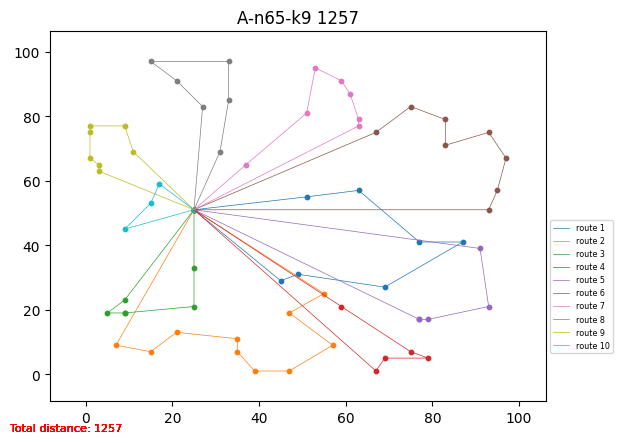 A-n65-k9 1257
100
80
60
40
20
0
0 20 40 60 80 100
route 1
route 2
route 3
route 4
route 5
route 6
route 7
route 8
route 9
route 10
Total distance: 1257